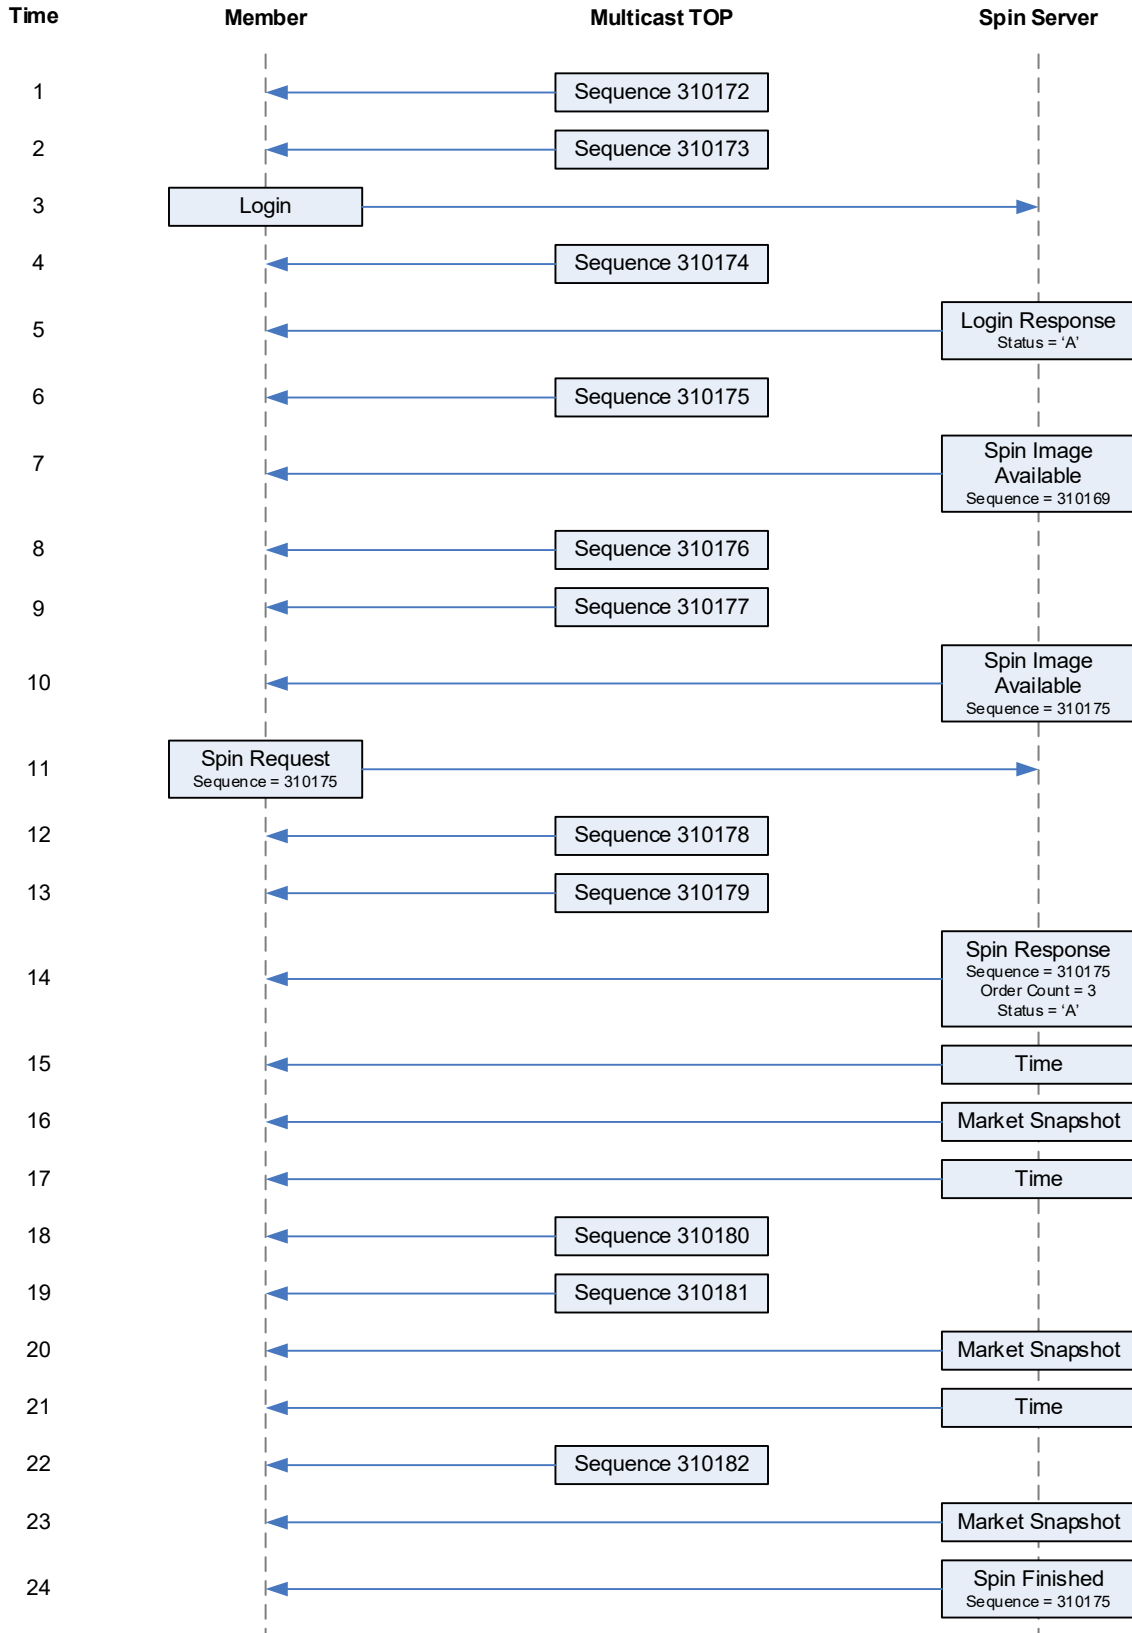 Time Member Multicast TOP Spin Server
1 Sequence 310172
2 Sequence 310173
3 Login
4 Sequence 310174
5 Login Response
Status = ‘A’
6 Sequence 310175
7 Spin Image
Available
Sequence = 310169
8 Sequence 310176
9 Sequence 310177
10 Spin Image
Available
Sequence = 310175
11 Spin Request
Sequence = 310175
12 Sequence 310178
13 Sequence 310179
14 Spin Response
Sequence = 310175
Order Count = 3
Status = ‘A’
15 Time
16 Market Snapshot
17 Time
18 Sequence 310180
19 Sequence 310181
20 Market Snapshot
21 Time
22 Sequence 310182
23 Market Snapshot
24 Spin Finished
Sequence = 310175